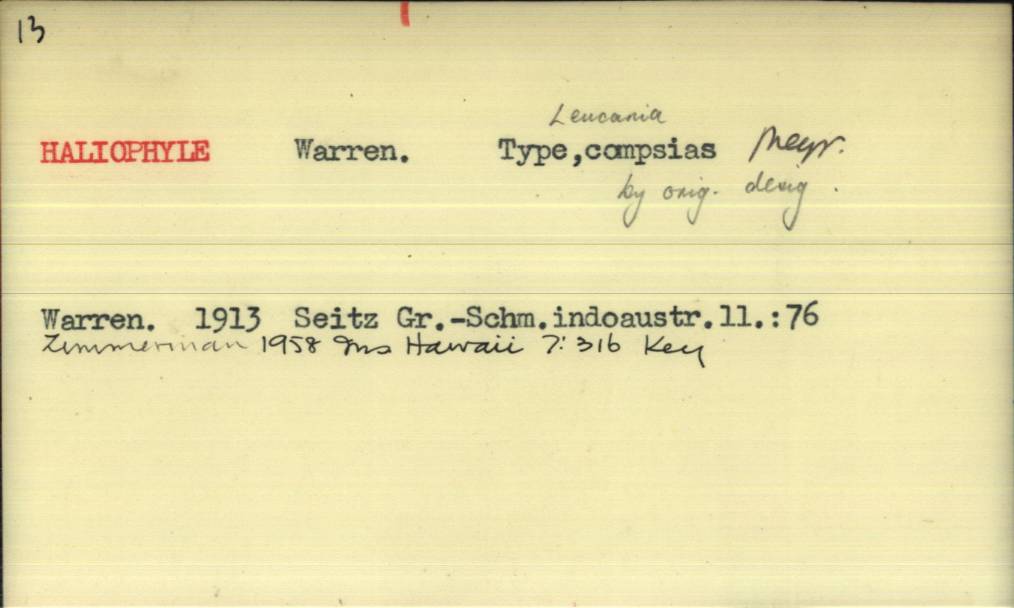 13
Leucania
HALIOPHYLE Warren. Type,compsias Meyr.
by orig. desig.
Warren. 1913 Seitz Gr.-Schm.indoaustr.11.:76
Zimmerman 1958 Ins Hawaii 7: 316 Key